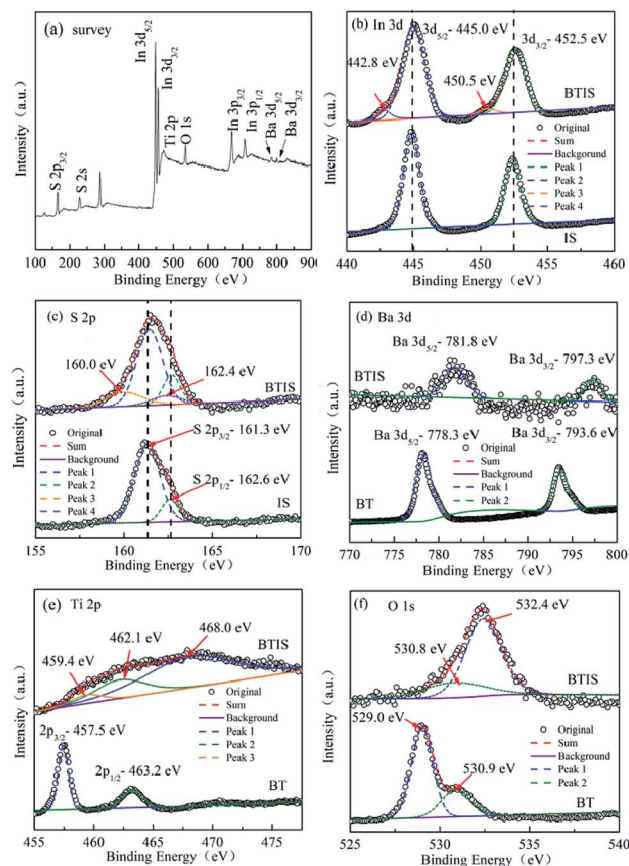 (a) survey
In 3d5/2
In 3d3/2
Ti 2p
O 1s
In 3p3/2
In 3p1/2
Ba 3d5/2
Ba 3d3/2
S 2p3/2
S 2s
Intensity (a.u.)
100 200 300 400 500 600 700 800 900
Binding Energy (eV)
(b) In 3d
3d5/2- 445.0 eV
3d3/2 - 452.5 eV
442.8 eV
450.5 eV
BTIS
Original
Sum
Background
Peak 1
Peak 2
Peak 3
Peak 4
IS
Intensity (a.u.)
440 445 450 455 460
Binding Energy (eV)
(c) S 2p
160.0 eV
162.4 eV
BTIS
Original
Sum
Background
Peak 1
Peak 2
Peak 3
Peak 4
S 2p3/2- 161.3 eV
S 2p1/2- 162.6 eV
IS
Intensity (a.u.)
155 160 165 170
Binding Energy (eV)
(d) Ba 3d
Ba 3d5/2- 781.8 eV
Ba 3d3/2- 797.3 eV
BTIS
Ba 3d5/2- 778.3 eV
Ba 3d3/2- 793.6 eV
Original
Sum
Background
Peak 1
Peak 2
BT
Intensity (a.u.)
770 775 780 785 790 795 800
Binding Energy (eV)
(e) Ti 2p
468.0 eV
462.1 eV
459.4 eV
BTIS
Original
Sum
Background
Peak 1
Peak 2
Peak 3
2p3/2-457.5 eV
2p1/2-463.2 eV
BT
Intensity (a.u.)
455 460 465 470 475
Binding Energy (eV)
(f) O 1s
532.4 eV
530.8 eV
BTIS
529.0 eV
530.9 eV
Original
Sum
Background
Peak 1
Peak 2
BT
Intensity (a.u.)
525 530 535 540
Binding Energy (eV)